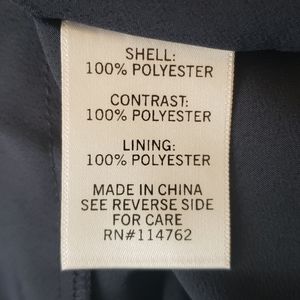 SHELL:
100% POLYESTER
CONTRAST:
100% POLYESTER
LINING:
100% POLYESTER
MADE IN CHINA
SEE REVERSE SIDE
FOR CARE
RN#114762